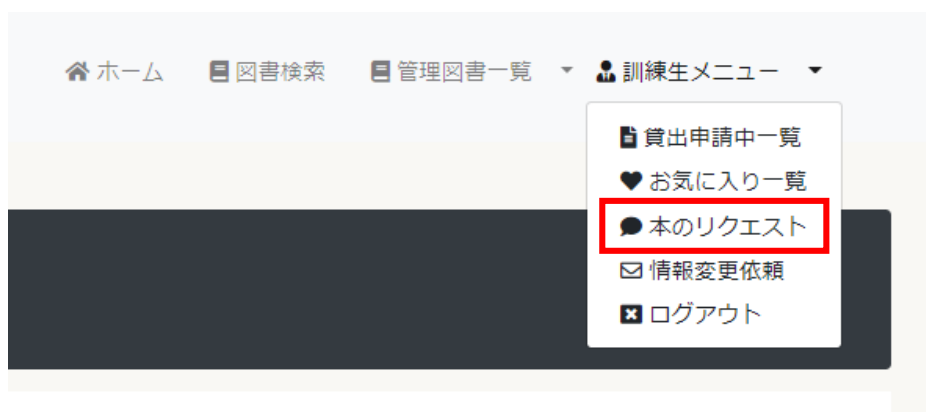 ホーム 図書検索 管理図書一覧 訓練生メニュー
貸出申請中一覧
お気に入り一覧
本のリクエスト
情報変更依頼
ログアウト